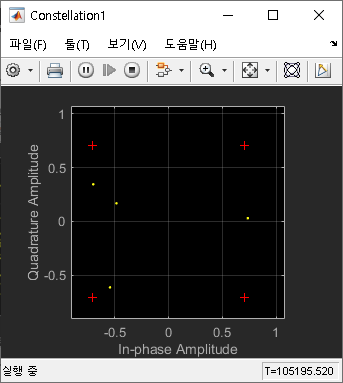 Constellation1
파일(F) 툴(T) 보기(V) 도움말(H)
1
0.5
0
-0.5
Quadrature Amplitude
-0.5 0 0.5 1
In-phase Amplitude
실행 중 T=105195.520